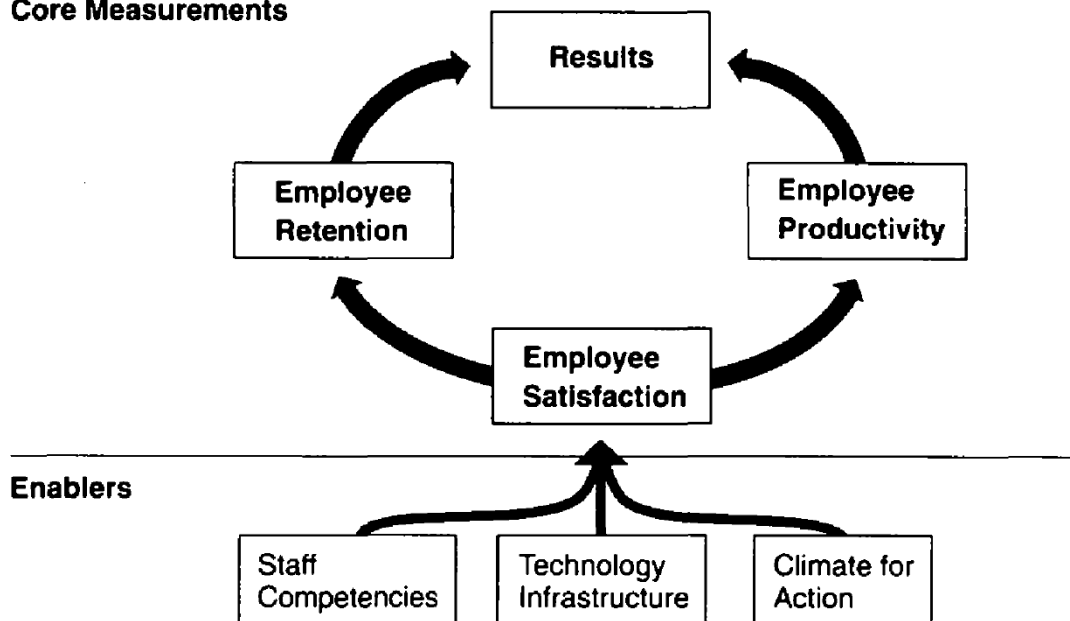 Core Measurements
Results
Employee
Retention
Employee
Productivity
Employee
Satisfaction
Enablers
Staff
Competencies
Technology
Infrastructure
Climate for
Action